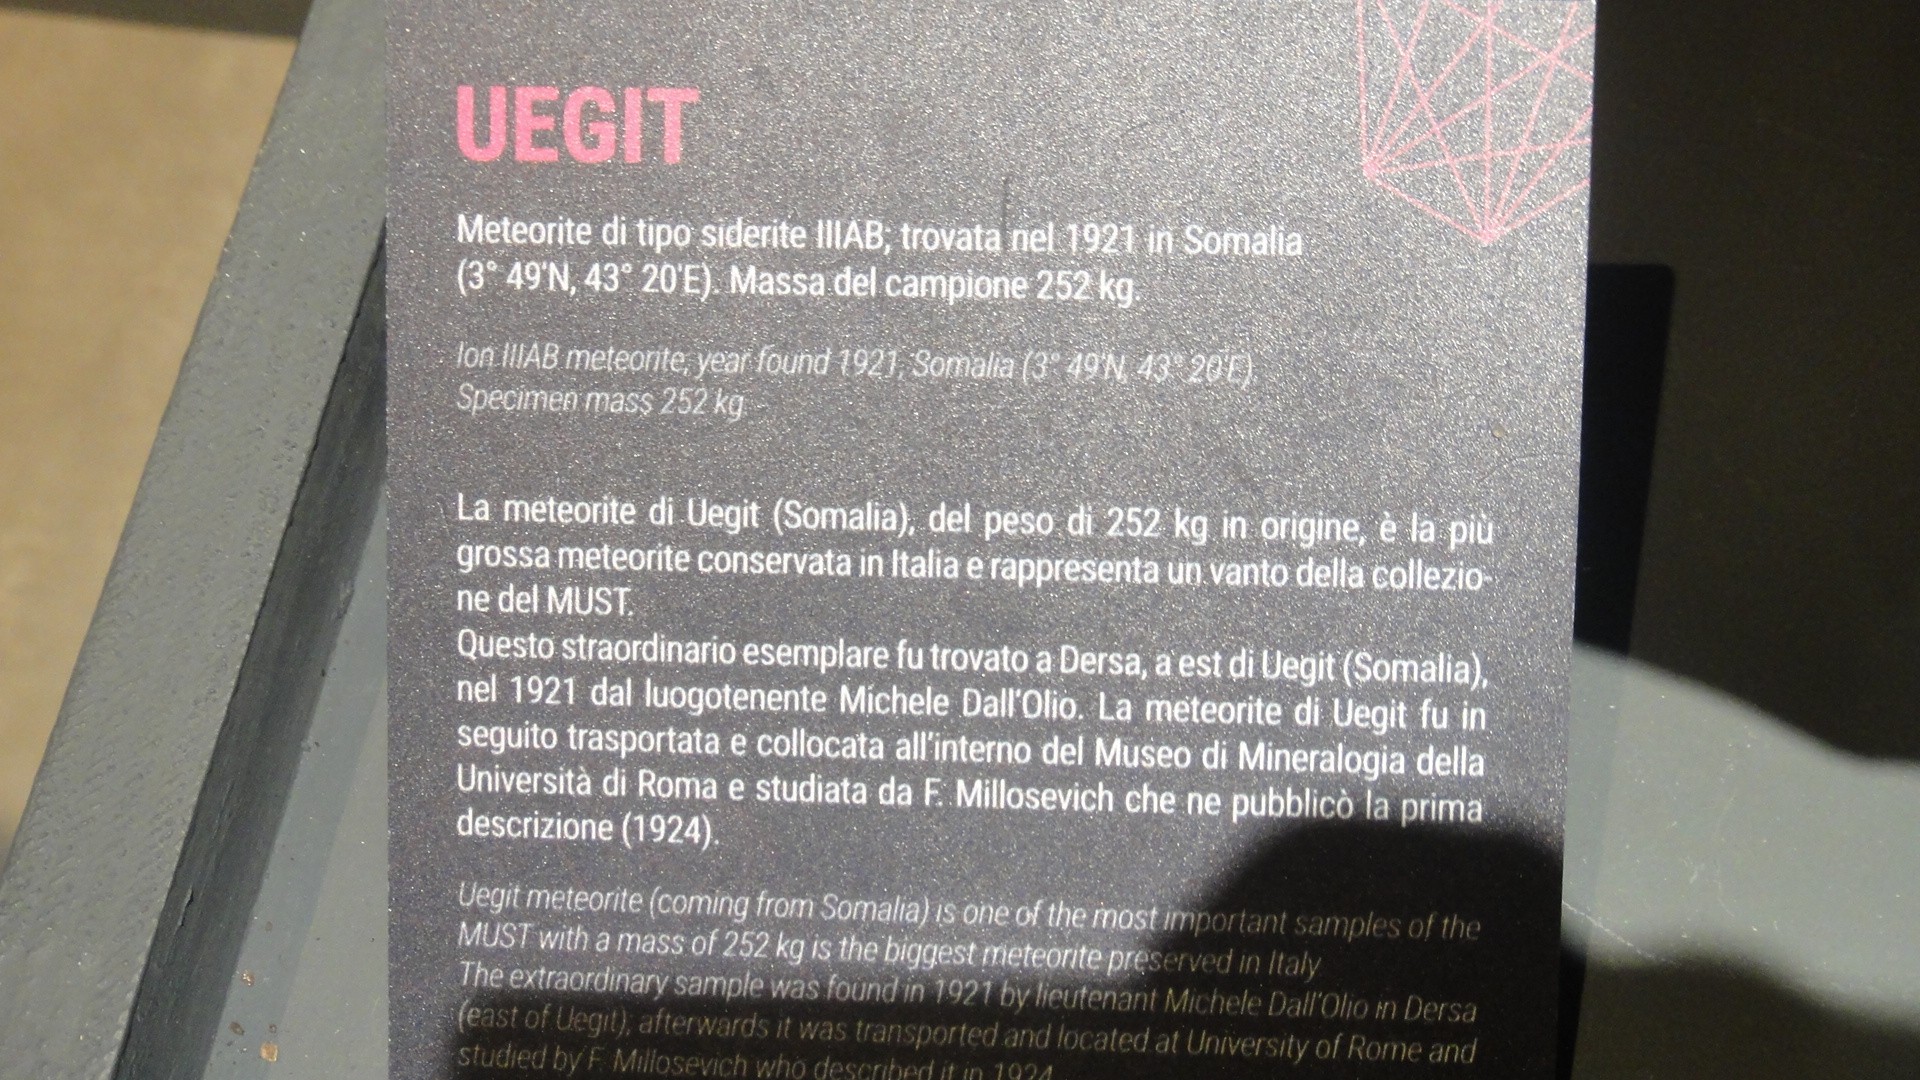 UEGIT
Meteorite di tipo siderite IIIAB; trovata nel 1921 in Somalia
(3° 49'N, 43° 20'E). Massa del campione 252 kg.
Ion IIIAB meteorite, year found 1921, Somalia (3° 49'N, 43° 20'E).
Specimen mass 252 kg.
La meteorite di Uegit (Somalia), del peso di 252 kg in origine, è la più
grossa meteorite conservata in Italia e rappresenta un vanto della collezio-
ne del MUST.
Questo straordinario esemplare fu trovato a Dersa, a est di Uegit (Somalia),
nel 1921 dal luogotenente Michele Dall'Olio. La meteorite di Uegit fu in
seguito trasportata e collocata all'interno del Museo di Mineralogia della
Università di Roma e studiata da F. Millosevich che ne pubblicò la prima
descrizione (1924).
Uegit meteorite (coming from Somalia) is one of the most important samples of the
MUST with a mass of 252 kg is the biggest meteorite preserved in Italy.
The extraordinary sample was found in 1921 by lieutenant Michele Dall'Olio in Dersa
(east of Uegit), afterwards it was transported and located at University of Rome and
studied by F. Millosevich who described it in 1924.